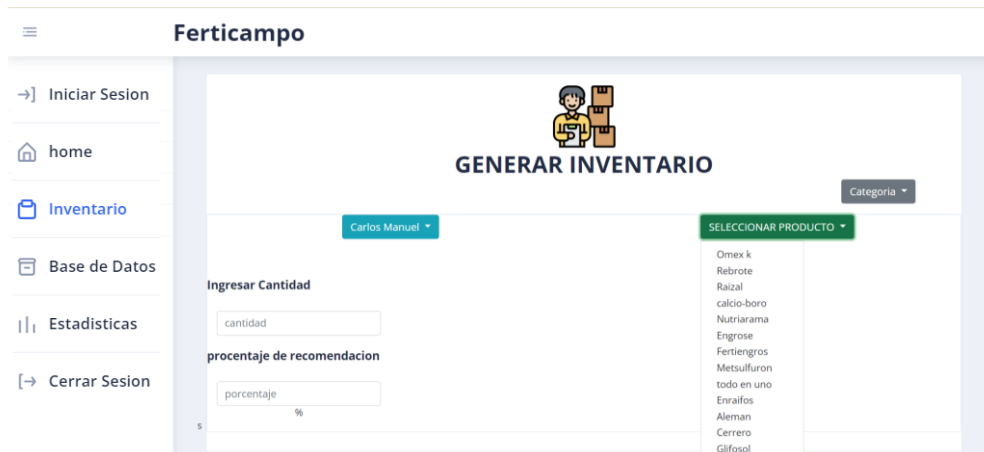 Ferticampo
Iniciar Sesion
home
Inventario
Base de Datos
Estadisticas
Cerrar Sesion
GENERAR INVENTARIO
Categoria
Carlos Manuel
SELECCIONAR PRODUCTO
Omex k
Rebrote
Raizal
calcio-boro
Nutriarama
Engrose
Fertiengros
Metsulfuron
todo en uno
Enraifos
Aleman
Cerrero
Glifosol
Ingresar Cantidad
cantidad
procentaje de recomendacion
porcentaje
%
s